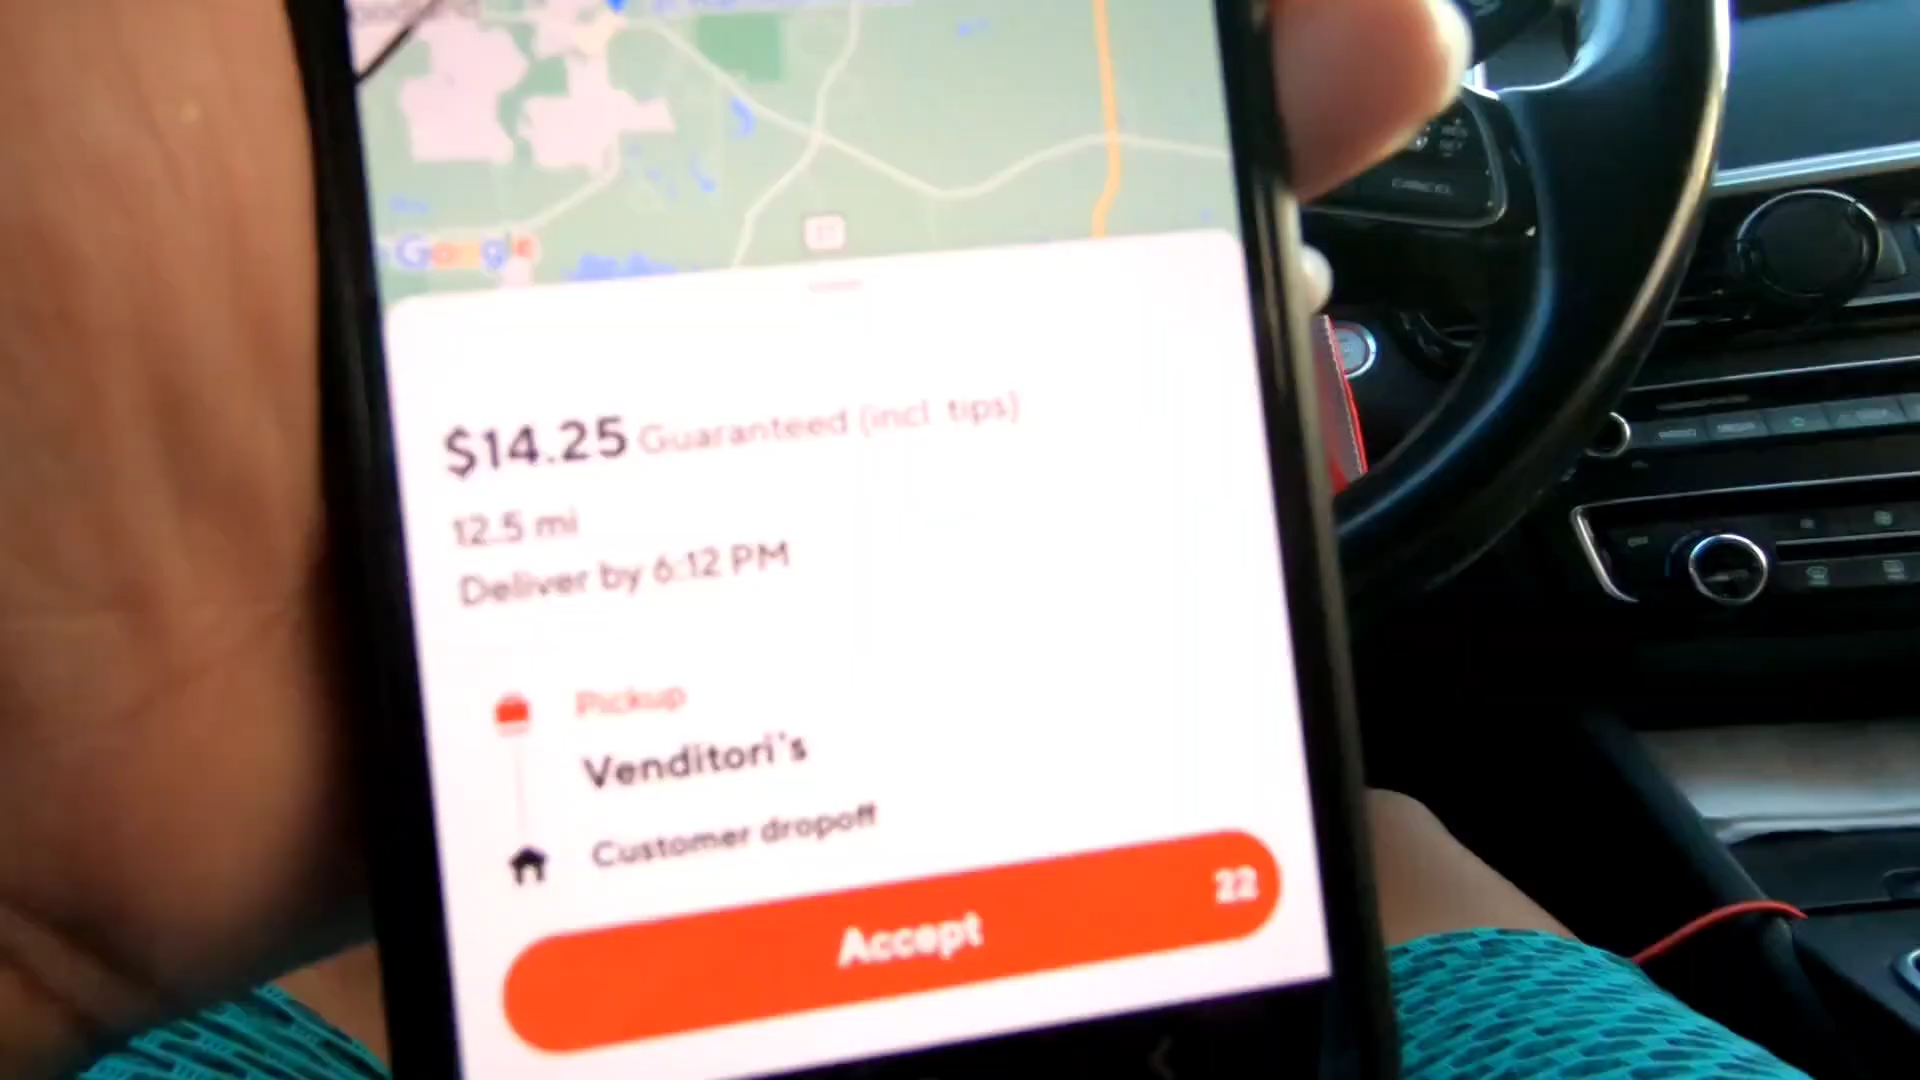 Google
$14.25 Guaranteed (incl. tips)
12.5 mi
Deliver by 6:12 PM
Pickup
Venditori's
Customer dropoff
Accept 22
CANCEL